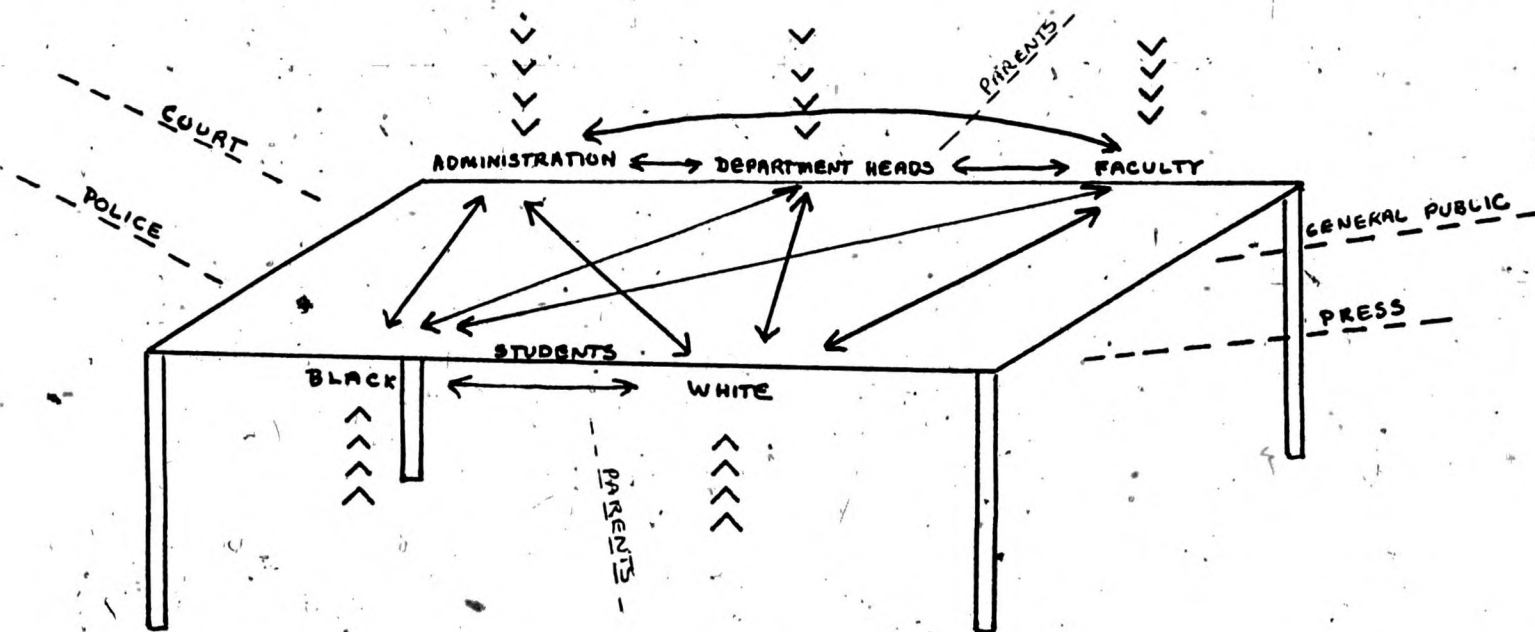 PARENTS
COURT
ADMINISTRATION DEPARTMENT HEADS FACULTY
POLICE
GENERAL PUBLIC
PRESS
STUDENTS
BLACK WHITE
PARENTS